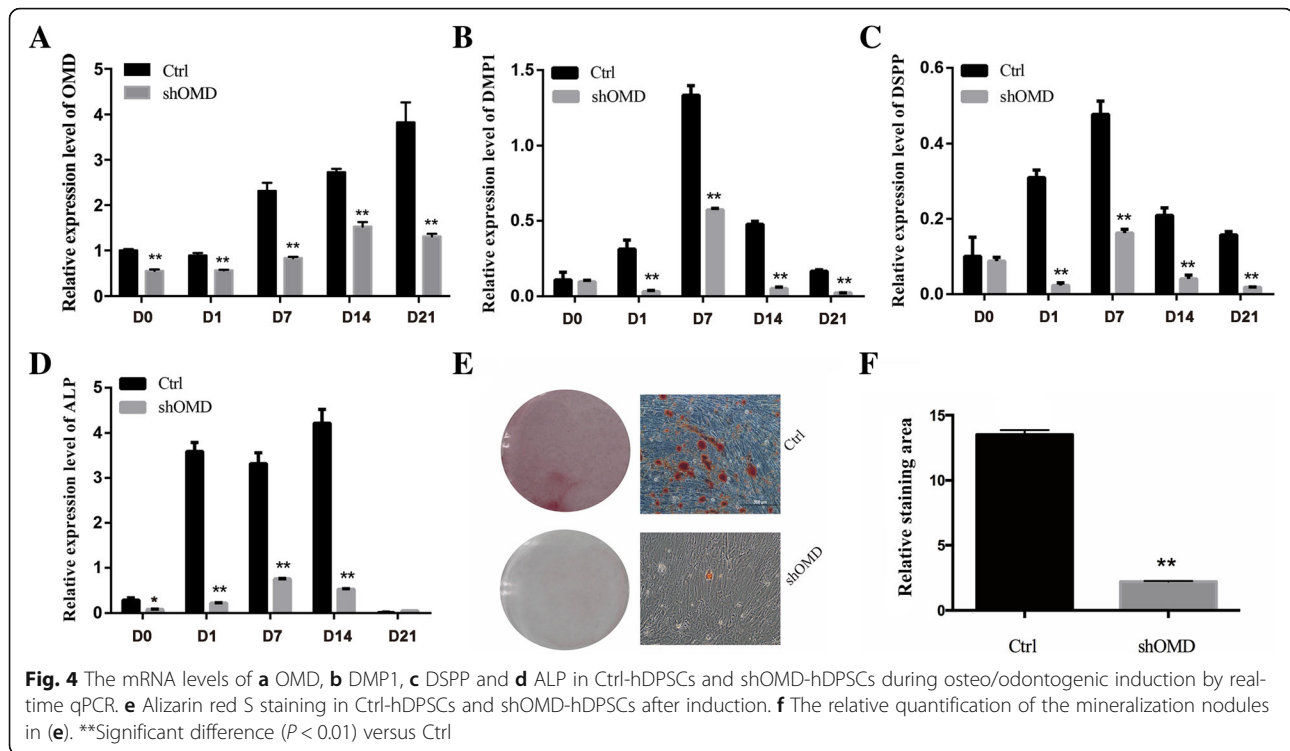 A
Relative expression level of OMD
Ctrl
shOMD
5
4
3
2
1
0
**
**
**
**
**
D0 D1 D7 D14 D21
B
Relative expression level of DMP1
Ctrl
shOMD
1.5
1.0
0.5
0.0
**
**
**
**
D0 D1 D7 D14 D21
C
Relative expression level of DSPP
Ctrl
shOMD
0.6
0.4
0.2
0.0
**
**
**
**
D0 D1 D7 D14 D21
D
Relative expression level of ALP
Ctrl
shOMD
5
4
3
2
1
0
*
**
**
**
D0 D1 D7 D14 D21
E
Ctrl
shOMD
F
Relative staining area
15
10
5
0
**
Ctrl shOMD
Fig. 4 The mRNA levels of a OMD, b DMP1, c DSPP and d ALP in Ctrl-hDPSCs and shOMD-hDPSCs during osteo/odontogenic induction by real-
time qPCR. e Alizarin red S staining in Ctrl-hDPSCs and shOMD-hDPSCs after induction. f The relative quantification of the mineralization nodules
in (e). **Significant difference (P < 0.01) versus Ctrl